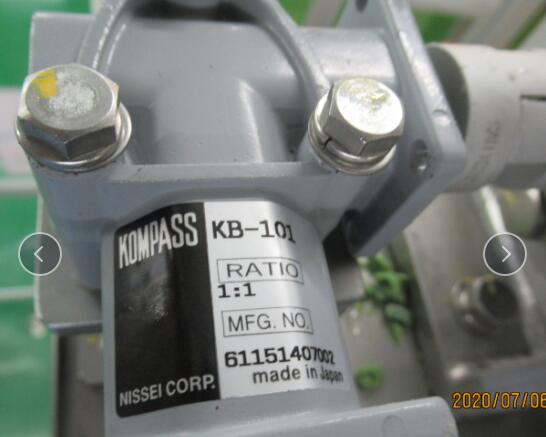 KOMPASS
KB-101
RATIO
1:1
MFG. NO.
61151407002
made in Japan
NISSEI CORP.
2020/07/06